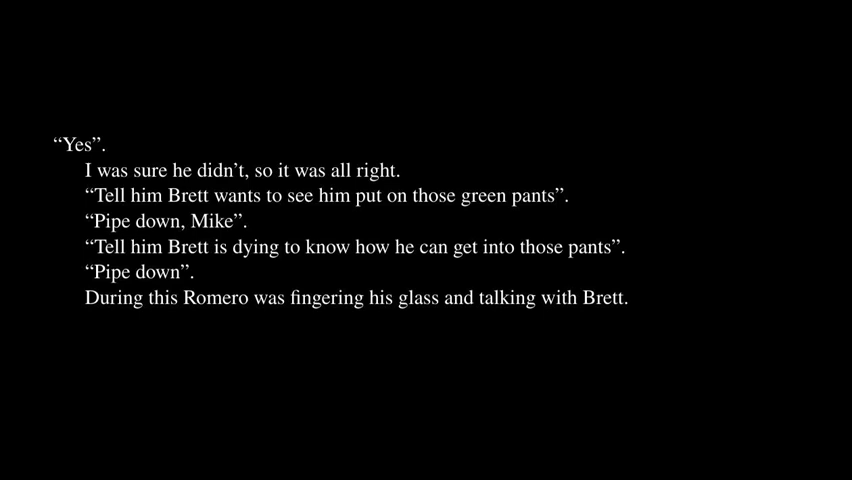 “Yes”.
I was sure he didn’t, so it was all right.
“Tell him Brett wants to see him put on those green pants”.
“Pipe down, Mike”.
“Tell him Brett is dying to know how he can get into those pants”.
“Pipe down”.
During this Romero was fingering his glass and talking with Brett.